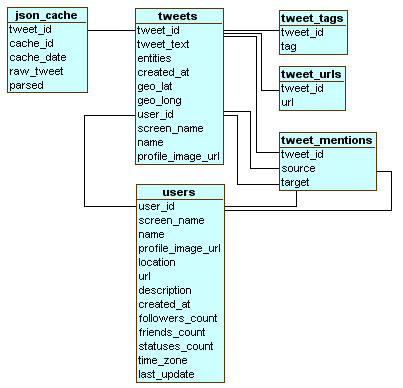 json_cache
tweet_id
cache_id
cache_date
raw_tweet
parsed
tweets
tweet_id
tweet_text
entities
created_at
geo_lat
geo_long
user_id
screen_name
name
profile_image_url
tweet_tags
tweet_id
tag
tweet_urls
tweet_id
url
tweet_mentions
tweet_id
source
target
users
user_id
screen_name
name
profile_image_url
location
url
description
created_at
followers_count
friends_count
statuses_count
time_zone
last_update